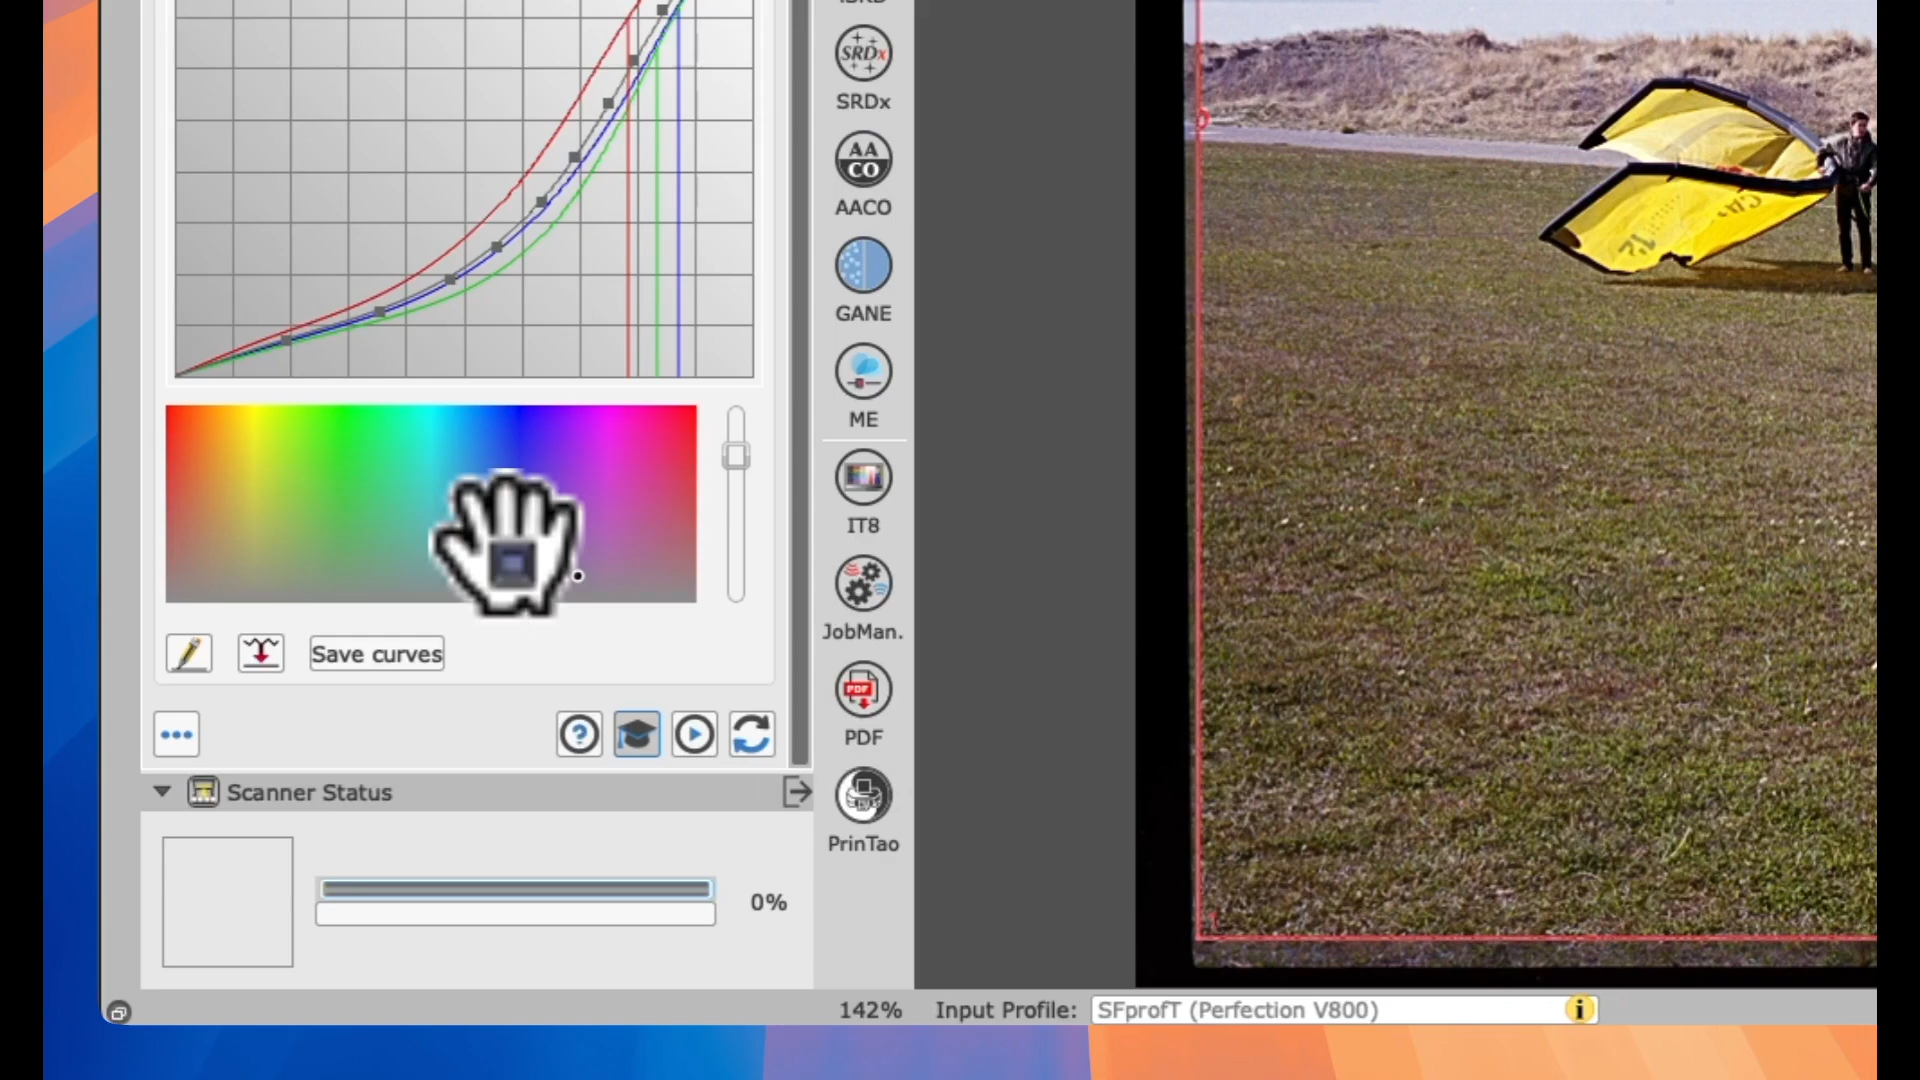 SRDx
SRDx
AA
CO
AACO
GANE
ME
IT8
JobMan.
PDF
PDF
PrinTao
Save curves
?
Scanner Status
0%
12
142%
Input Profile:
SFprofT (Perfection V800)
i